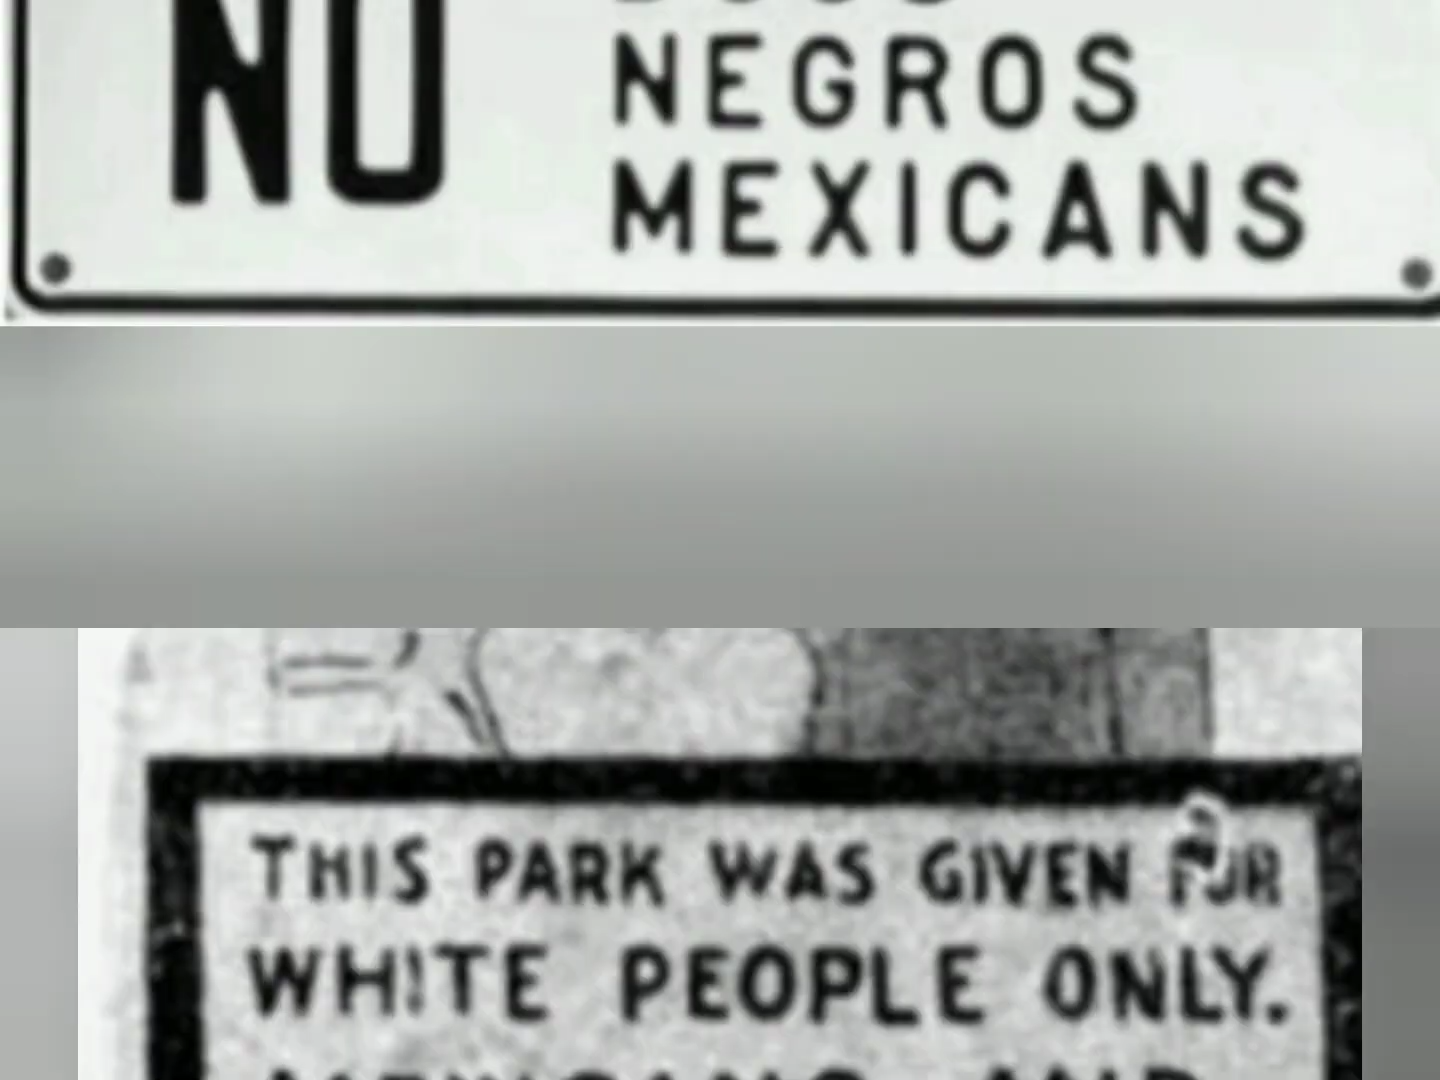 NO
NEGROS
MEXICANS
THIS PARK WAS GIVEN FOR
WHITE PEOPLE ONLY.